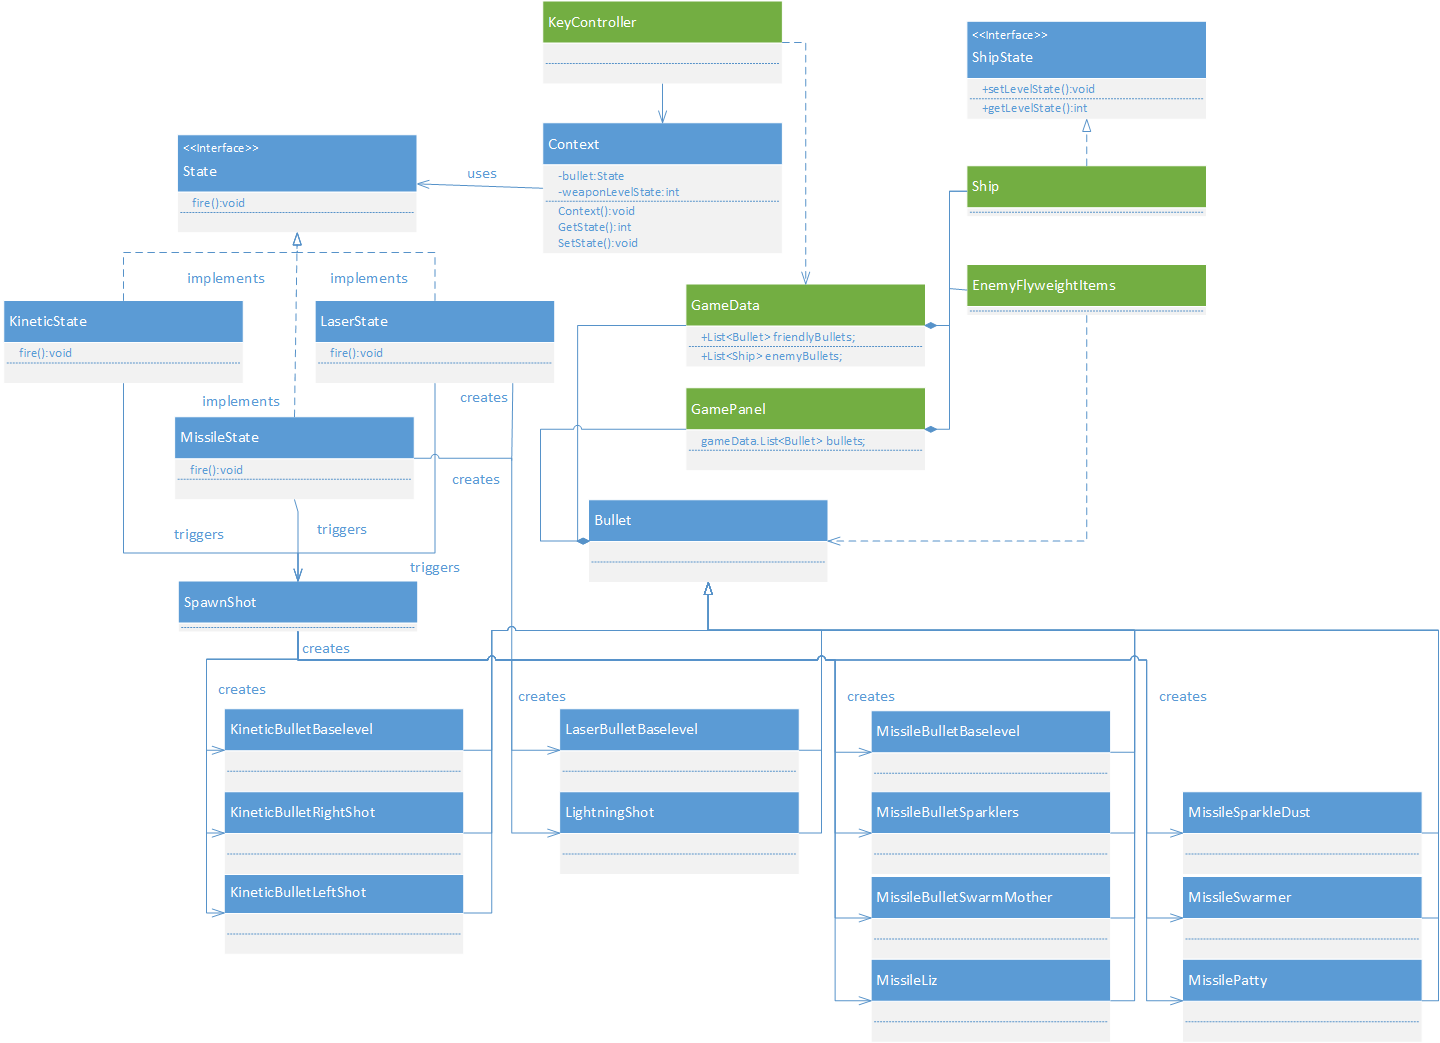 KeyController
<<Interface>>
ShipState
+setLevelState():void
+getLevelState():int
<<Interface>>
State
fire():void
uses
Context
-bullet:State
-weaponLevelState:int
Context():void
GetState():int
SetState():void
Ship
EnemyFlyweightItems
implements
implements
KineticState
fire():void
LaserState
fire():void
GameData
+List<Bullet> friendlyBullets;
+List<Ship> enemyBullets;
implements
creates
MissileState
fire():void
GamePanel
gameData.List<Bullet> bullets;
creates
triggers
triggers
triggers
Bullet
SpawnShot
creates
creates
creates
creates
creates
KineticBulletBaselevel
LaserBulletBaselevel
MissileBulletBaselevel
KineticBulletRightShot
LightningShot
MissileBulletSparklers
MissileSparkleDust
KineticBulletLeftShot
MissileBulletSwarmMother
MissileSwarmer
MissileLiz
MissilePatty